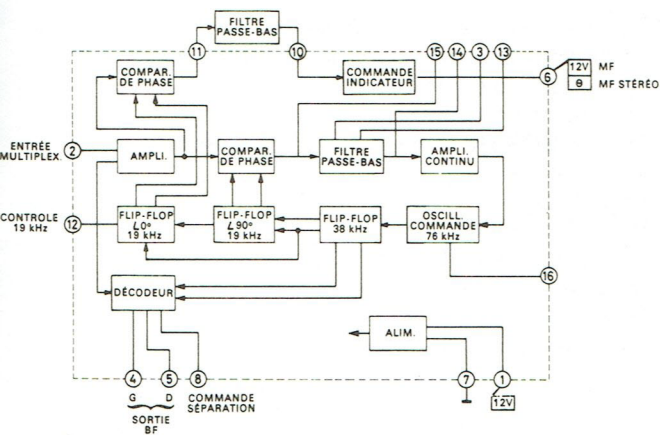 FILTRE
PASSE-BAS
11
10
15
14
3
13
COMPAR.
DE PHASE
COMMANDE
INDICATEUR
6
12V MF
θ MF STÉRÉO
ENTRÉE
MULTIPLEX.
2
AMPLI.
COMPAR.
DE PHASE
FILTRE
PASSE-BAS
AMPLI.
CONTINU
CONTROLE
19 kHz
12
FLIP-FLOP
∠0°
19 kHz
FLIP-FLOP
∠90°
19 kHz
FLIP-FLOP
38 kHz
OSCILL.
COMMANDE
76 kHz
16
DÉCODEUR
ALIM.
4
5
8
7
1
G
D
COMMANDE
SÉPARATION
12V
SORTIE
BF